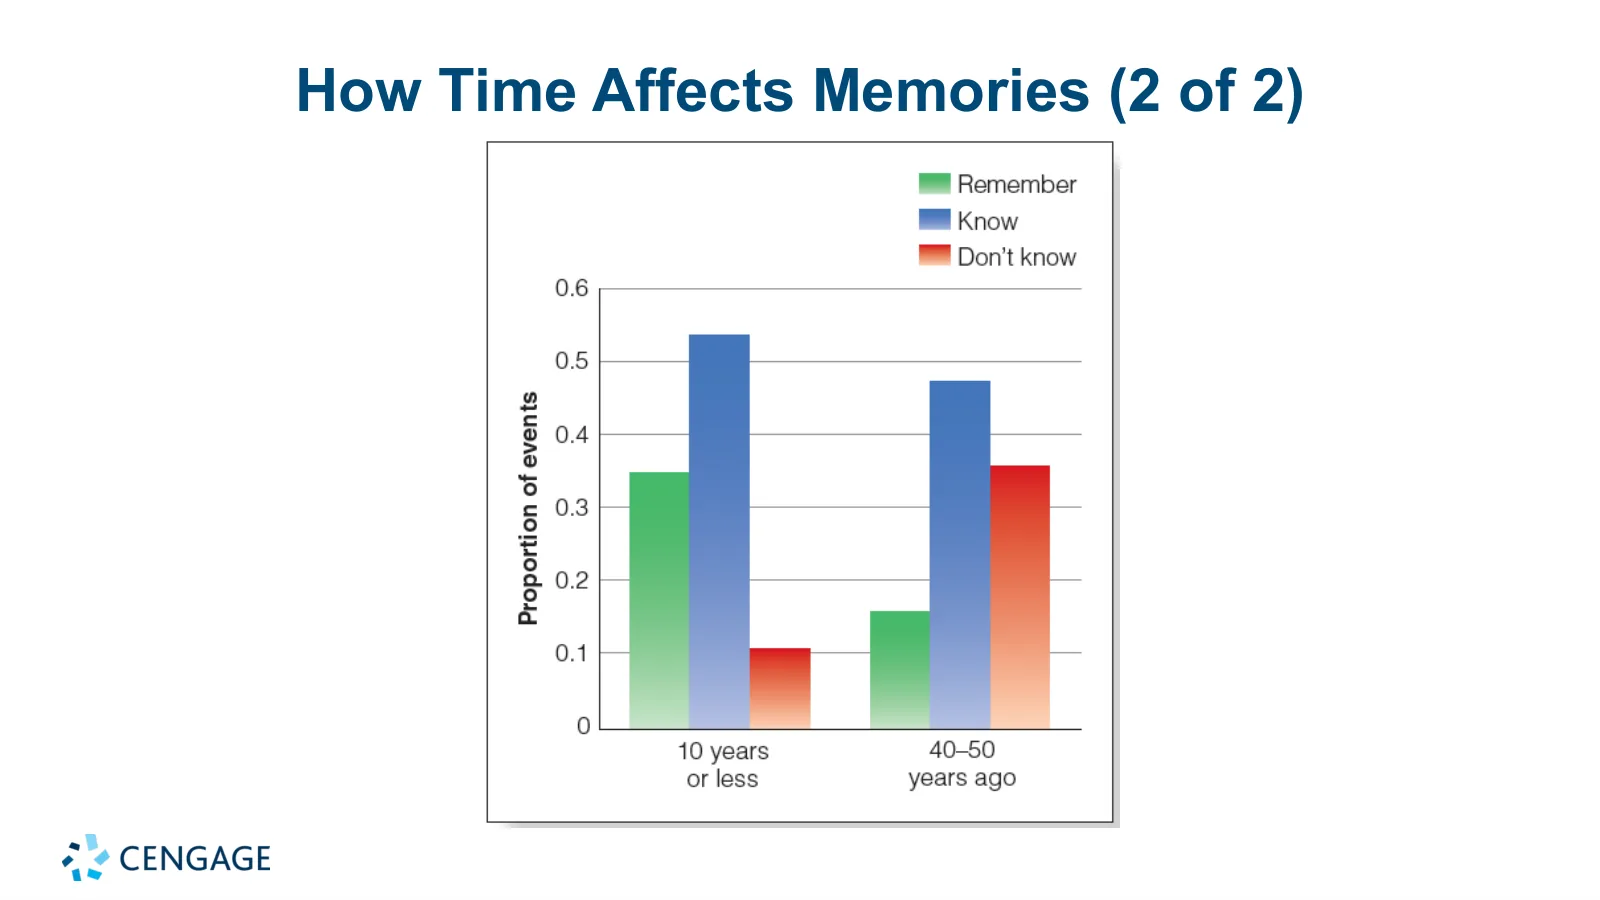 How Time Affects Memories (2 of 2)
Remember
Know
Don't know
0.6
0.5
0.4
0.3
0.2
0.1
0
Proportion of events
10 years
or less
40–50
years ago
CENGAGE